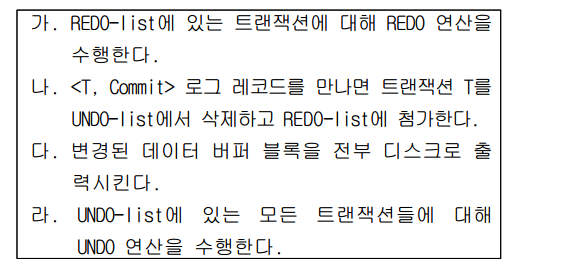 가. REDO-list에 있는 트랜잭션에 대해 REDO 연산을
수행한다.
나. <T, Commit> 로그 레코드를 만나면 트랜잭션 T를
UNDO-list에서 삭제하고 REDO-list에 첨가한다.
다. 변경된 데이터 버퍼 블록을 전부 디스크로 출
력시킨다.
라. UNDO-list에 있는 모든 트랜잭션들에 대해
UNDO 연산을 수행한다.